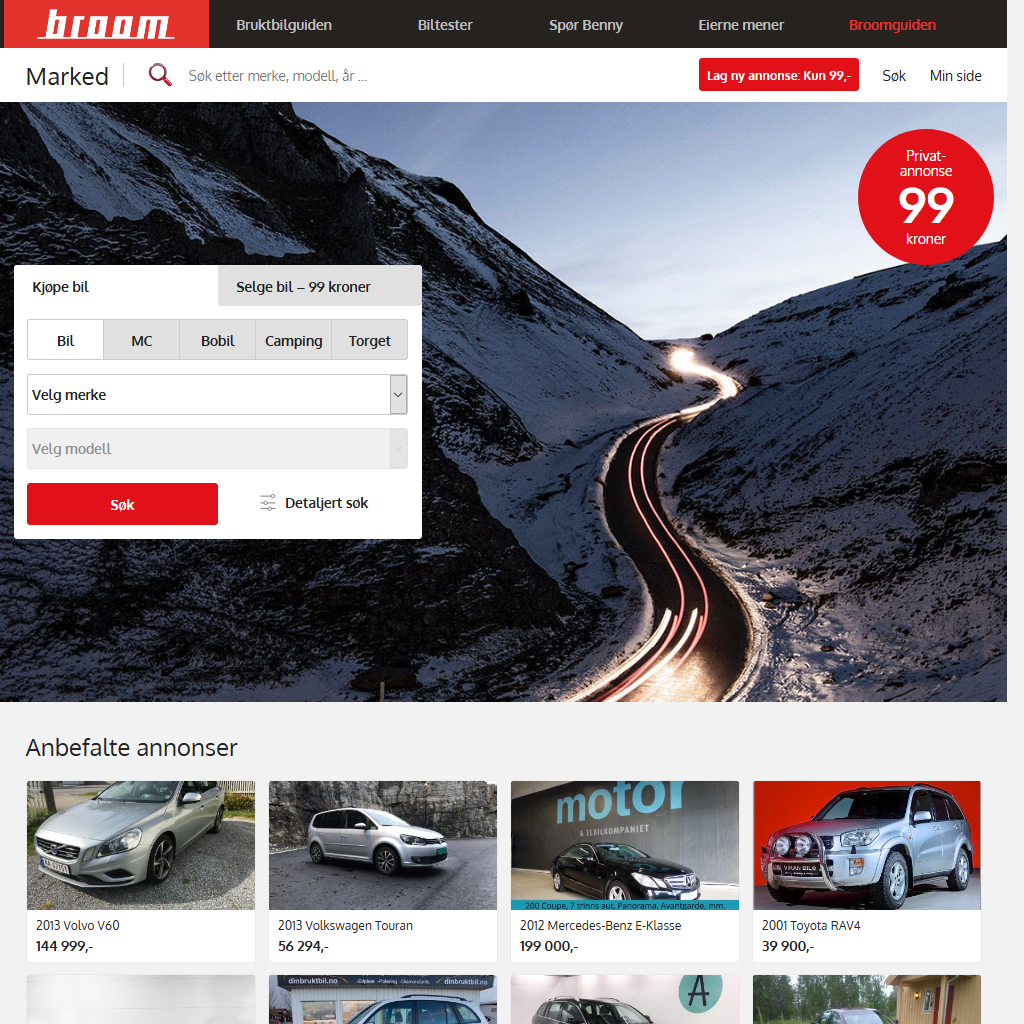 broom
Bruktbilguiden
Biltester
Spør Benny
Eierne mener
Broomguiden
Marked
Søk etter merke, modell, år ...
Lag ny annonse: Kun 99,-
Søk
Min side
Privat-
annonse
99
kroner
Kjøpe bil
Selge bil – 99 kroner
Bil
MC
Bobil
Camping
Torget
Velg merke
Velg modell
Søk
Detaljert søk
Anbefalte annonser
motor
& ELBILKOMPANIET
VIKAN BIL
200 Coupe, 7 trinns aut, Panorama, Avantgarde, mm.
2013 Volvo V60
144 999,-
2013 Volkswagen Touran
56 294,-
2012 Mercedes-Benz E-Klasse
199 000,-
2001 Toyota RAV4
39 900,-
dinbruktbil.no
dinbruktbil.no
A